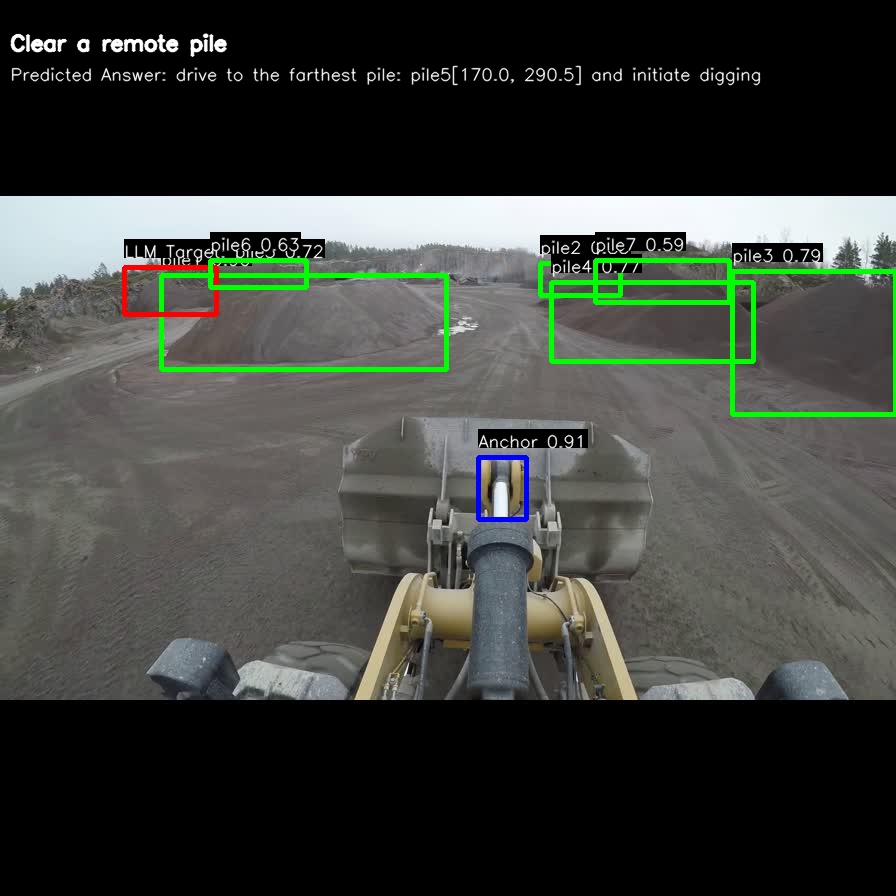 Clear a remote pile
Predicted Answer: drive to the farthest pile: pile5[170.0, 290.5] and initiate digging
pile6 0.63
LLM Target: pile5 0.72
pile2
pile7 0.59
pile4 0.77
pile3 0.79
Anchor 0.91